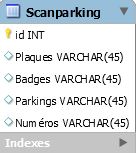 Scanparking
id INT
Plaques VARCHAR(45)
Badges VARCHAR(45)
Parkings VARCHAR(45)
Numéros VARCHAR(45)
Indexes